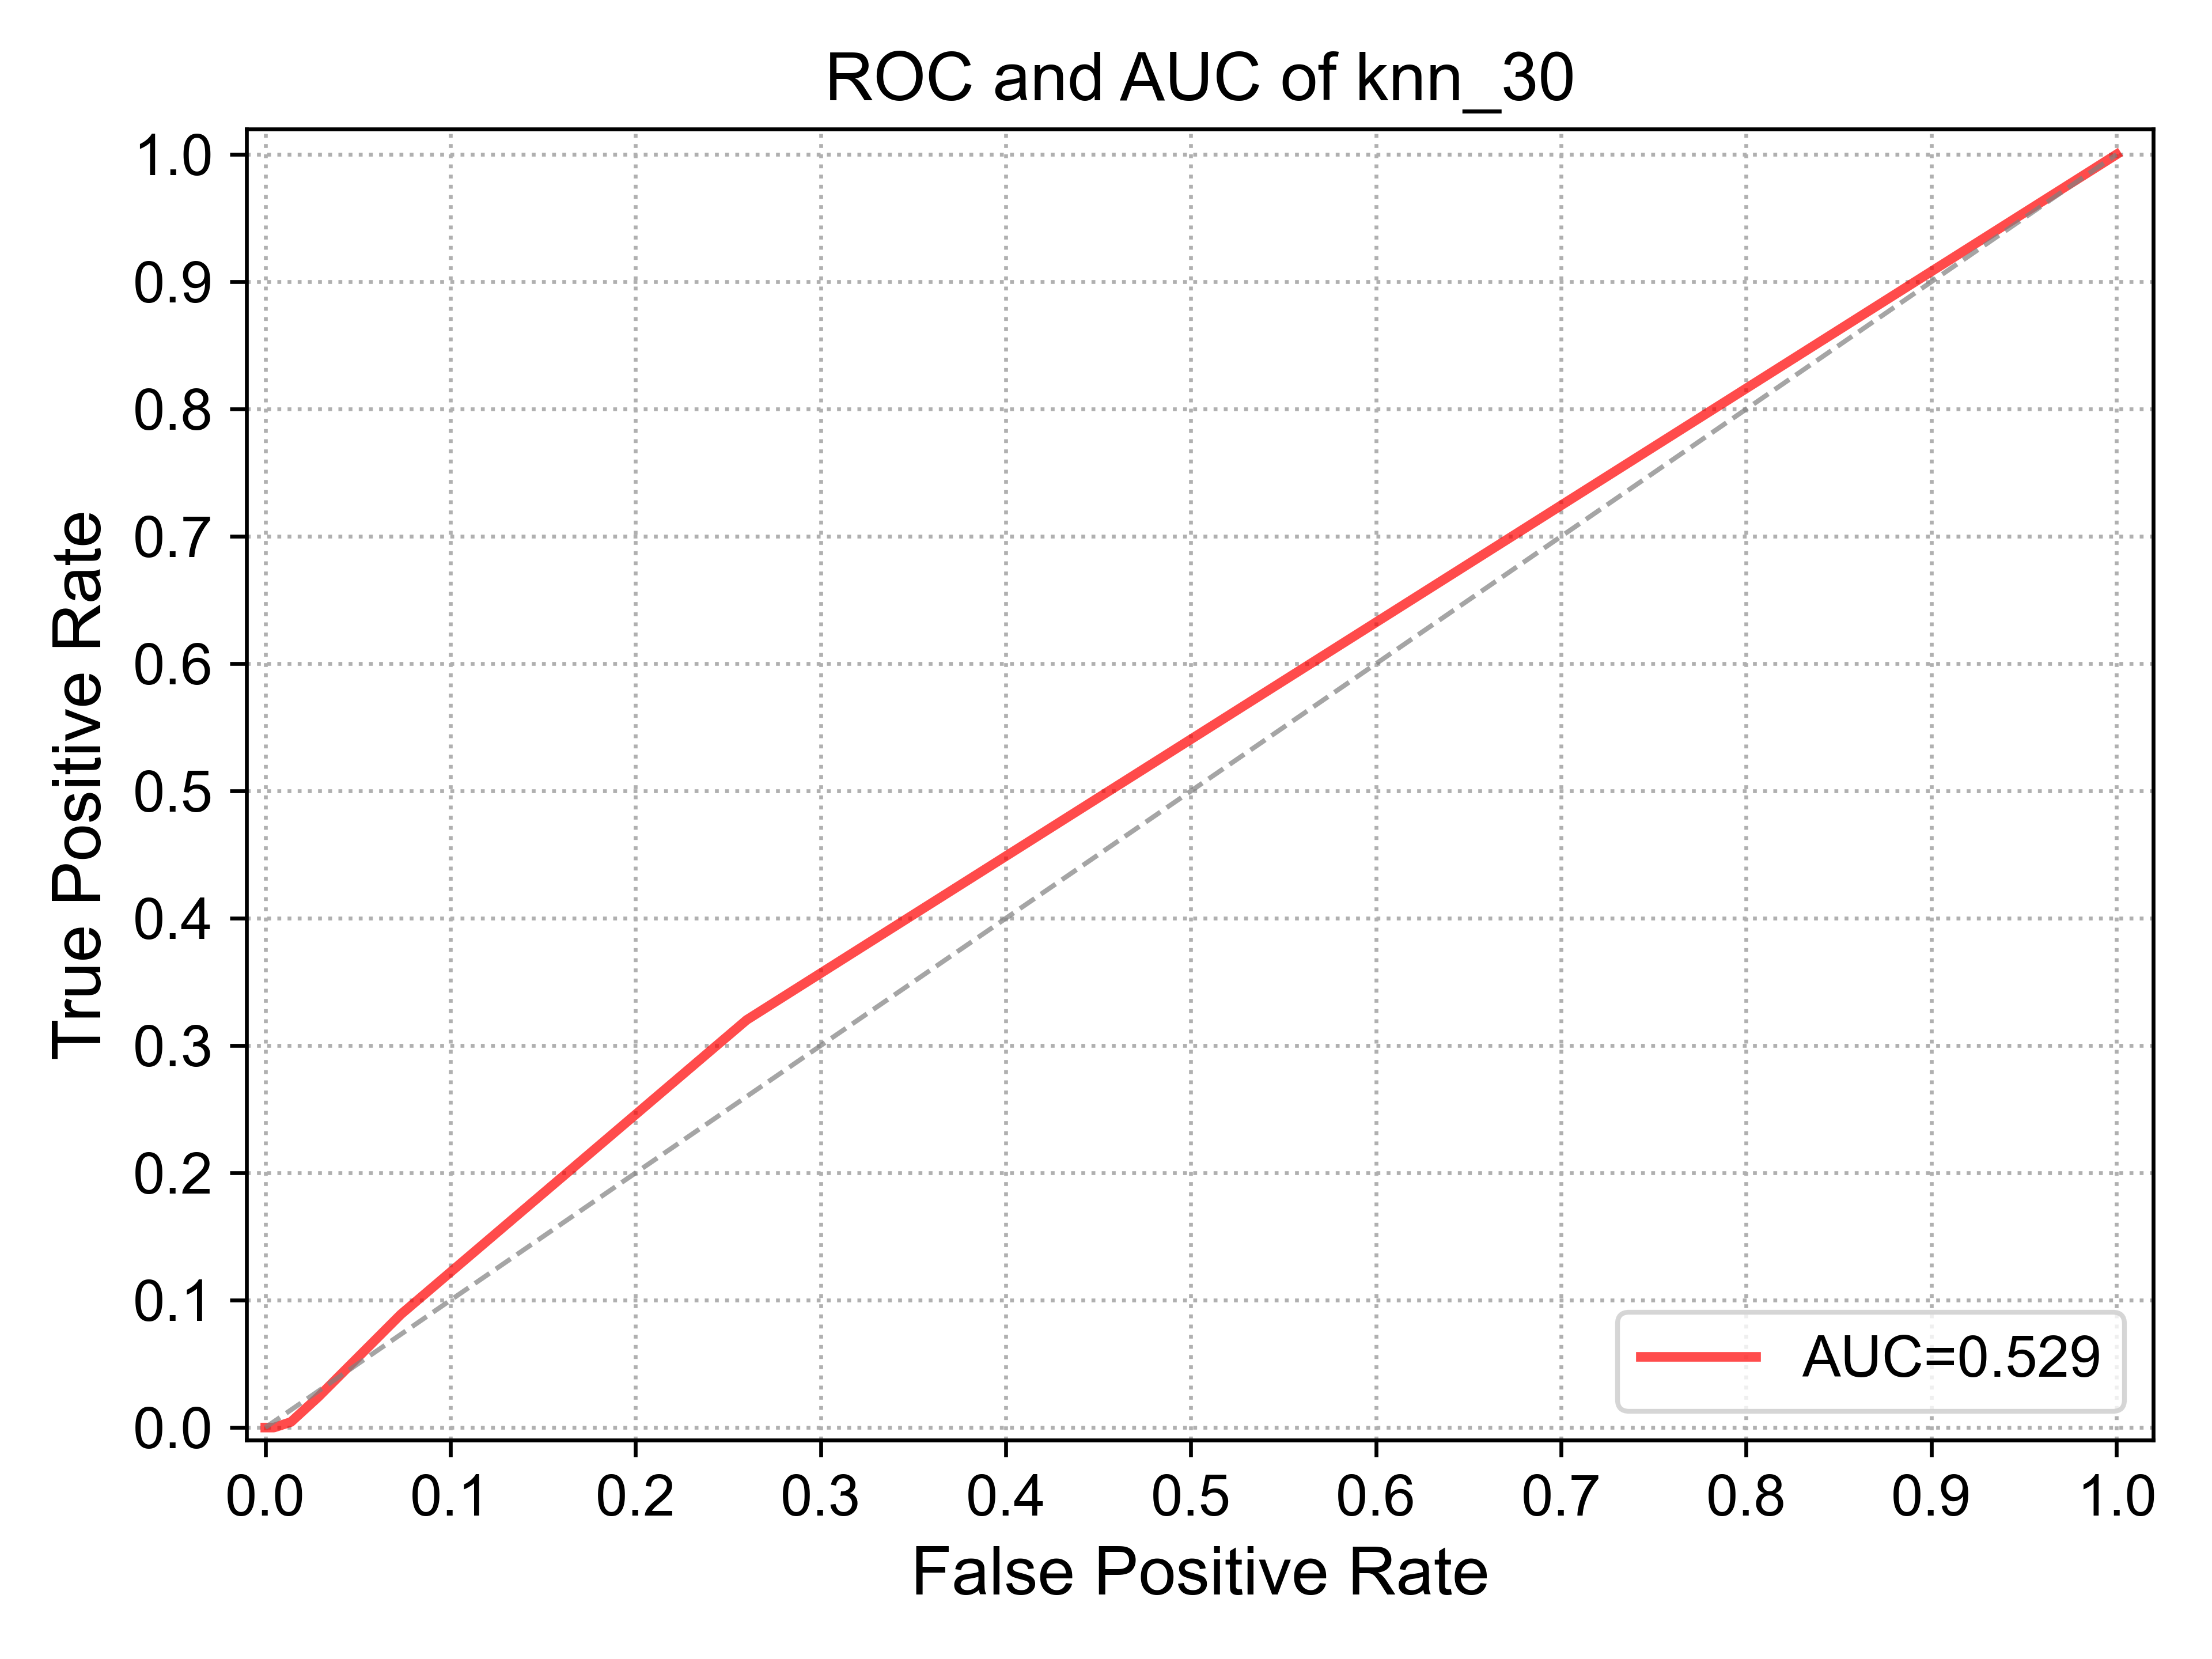 ROC and AUC of knn_30
True Positive Rate
1.0
0.9
0.8
0.7
0.6
0.5
0.4
0.3
0.2
0.1
0.0
AUC=0.529
0.0 0.1 0.2 0.3 0.4 0.5 0.6 0.7 0.8 0.9 1.0
False Positive Rate